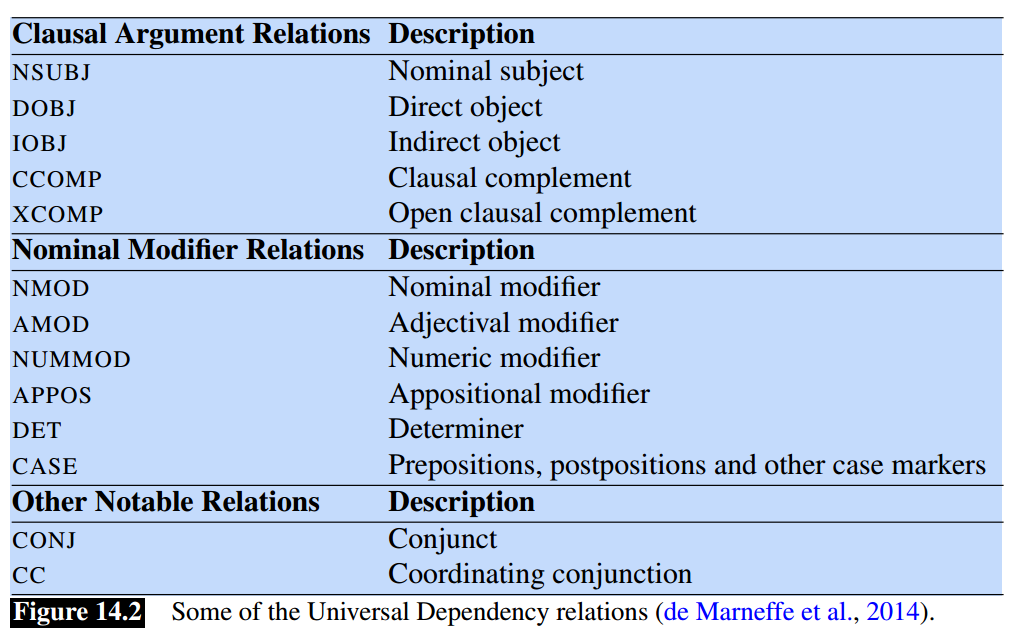 Clausal Argument Relations Description
NSUBJ Nominal subject
DOBJ Direct object
IOBJ Indirect object
CCOMP Clausal complement
XCOMP Open clausal complement
Nominal Modifier Relations Description
NMOD Nominal modifier
AMOD Adjectival modifier
NUMMOD Numeric modifier
APPOS Appositional modifier
DET Determiner
CASE Prepositions, postpositions and other case markers
Other Notable Relations Description
CONJ Conjunct
CC Coordinating conjunction
Figure 14.2 Some of the Universal Dependency relations (de Marneffe et al., 2014).